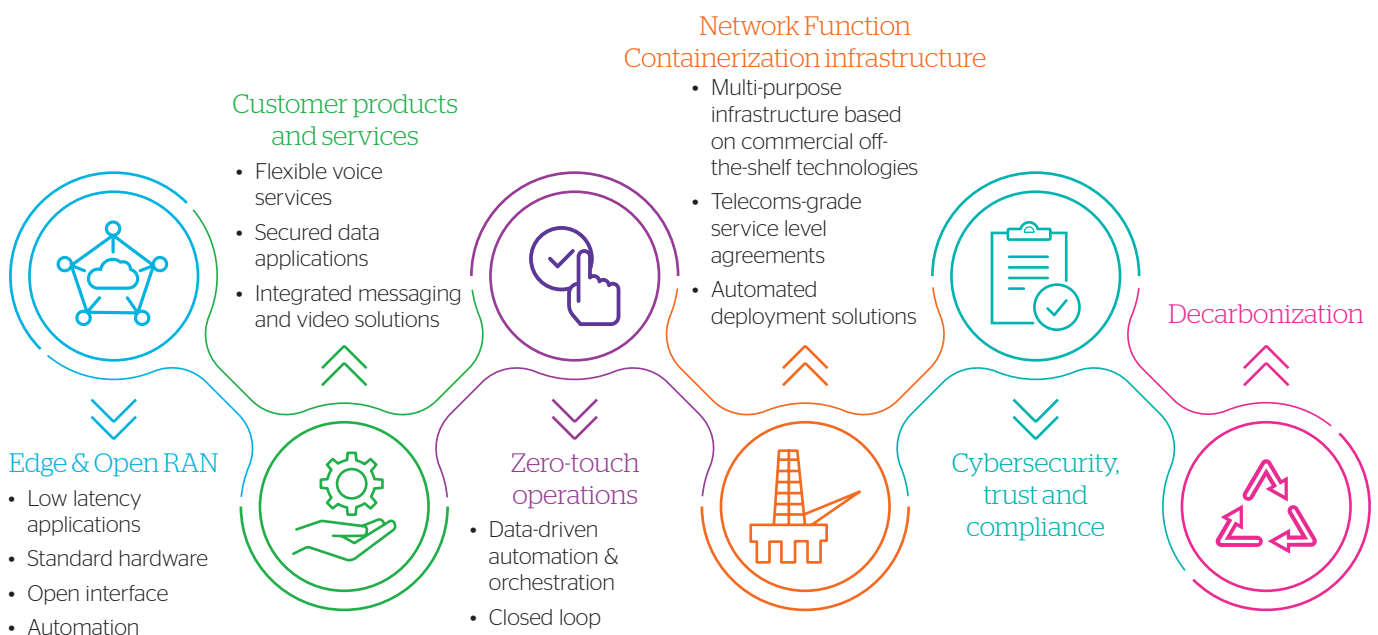 Edge & Open RAN
• Low latency
applications
• Standard hardware
• Open interface
• Automation
Customer products
and services
• Flexible voice
services
• Secured data
applications
• Integrated messaging
and video solutions
Zero-touch
operations
• Data-driven
automation &
orchestration
• Closed loop
Network Function
Containerization infrastructure
• Multi-purpose
infrastructure based
on commercial off-
the-shelf technologies
• Telecoms-grade
service level
agreements
• Automated
deployment solutions
Cybersecurity,
trust and
compliance
Decarbonization